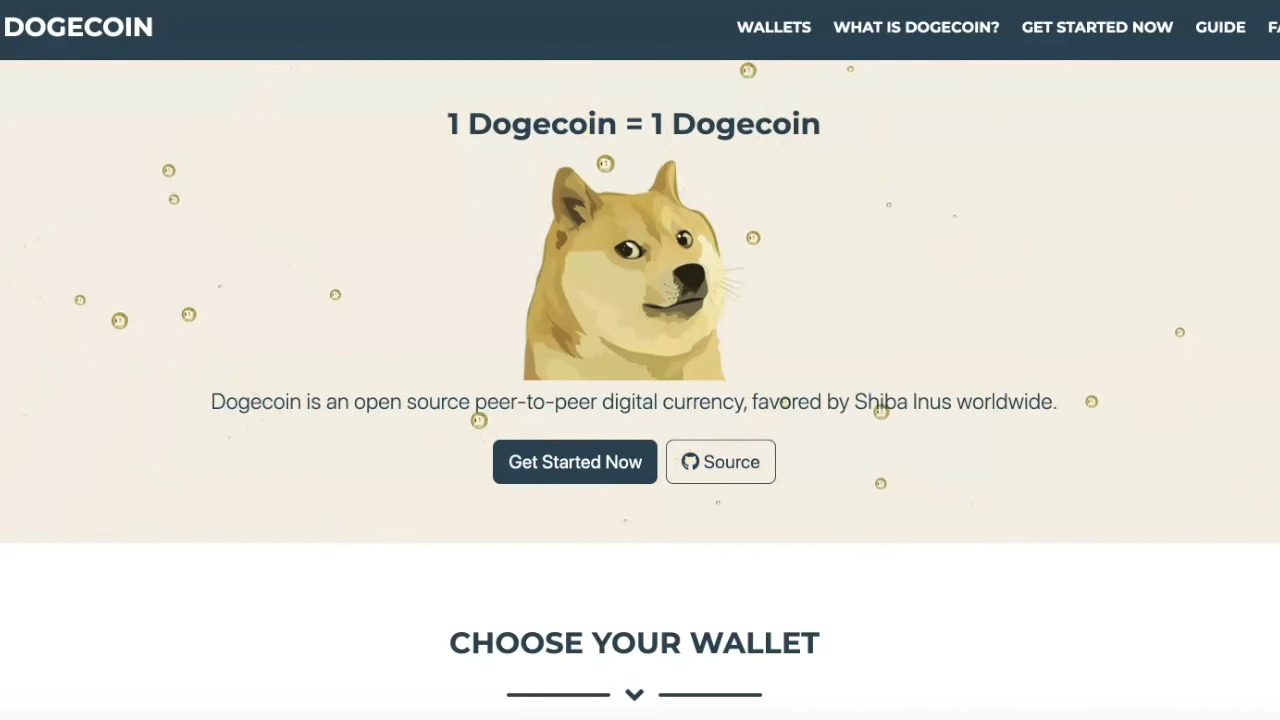 DOGECOIN
WALLETS WHAT IS DOGECOIN? GET STARTED NOW GUIDE
1 Dogecoin = 1 Dogecoin
Dogecoin is an open source peer-to-peer digital currency, favored by Shiba Inus worldwide.
Get Started Now Source
CHOOSE YOUR WALLET